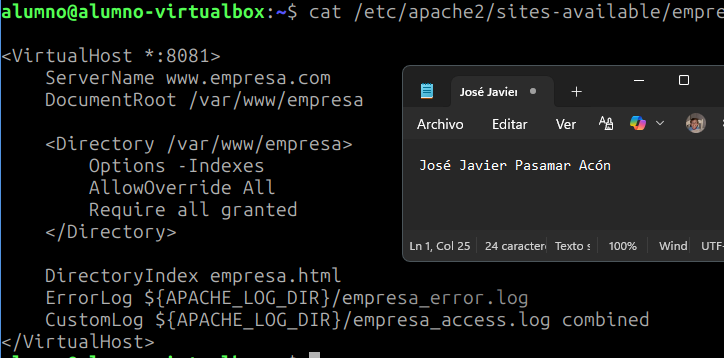 alumno@alumno-virtualbox:~$ cat /etc/apache2/sites-available/empre
<VirtualHost *:8081>
ServerName www.empresa.com
DocumentRoot /var/www/empresa
<Directory /var/www/empresa>
Options -Indexes
AllowOverride All
Require all granted
</Directory>
DirectoryIndex empresa.html
ErrorLog ${APACHE_LOG_DIR}/empresa_error.log
CustomLog ${APACHE_LOG_DIR}/empresa_access.log combined
</VirtualHost>
José Javier
Archivo Editar Ver
José Javier Pasamar Acón
Ln 1, Col 25 24 caractere Texto s 100% Wind UTF-